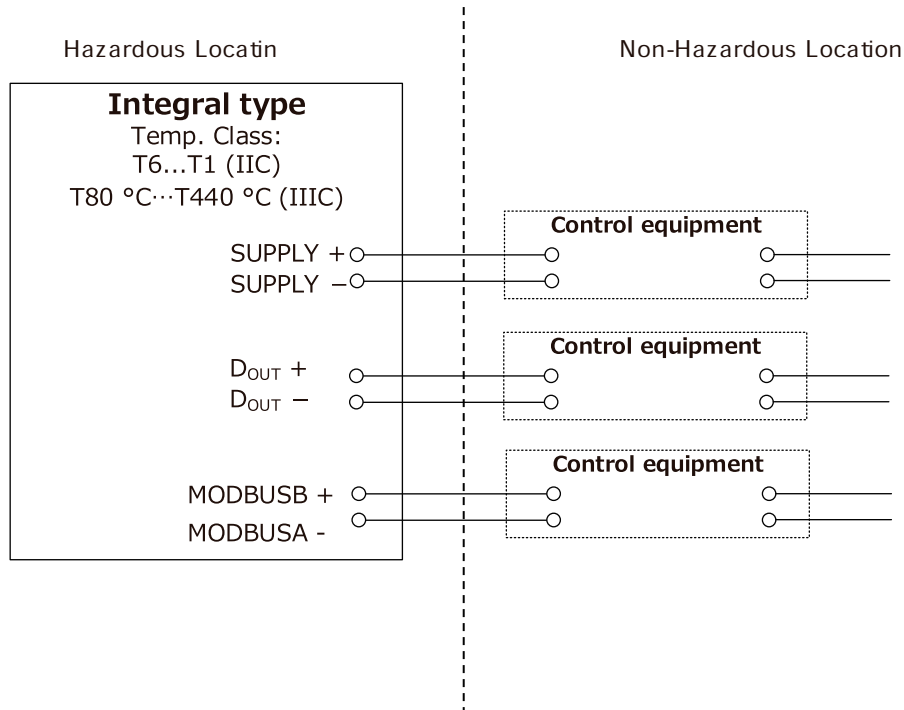 Hazardous Locatin
Non-Hazardous Location
Integral type
Temp. Class:
T6...T1 (IIC)
T80 °C⋯T440 °C (IIIC)
Control equipment
SUPPLY +
SUPPLY −
Control equipment
DOUT +
DOUT −
Control equipment
MODBUSB +
MODBUSA -